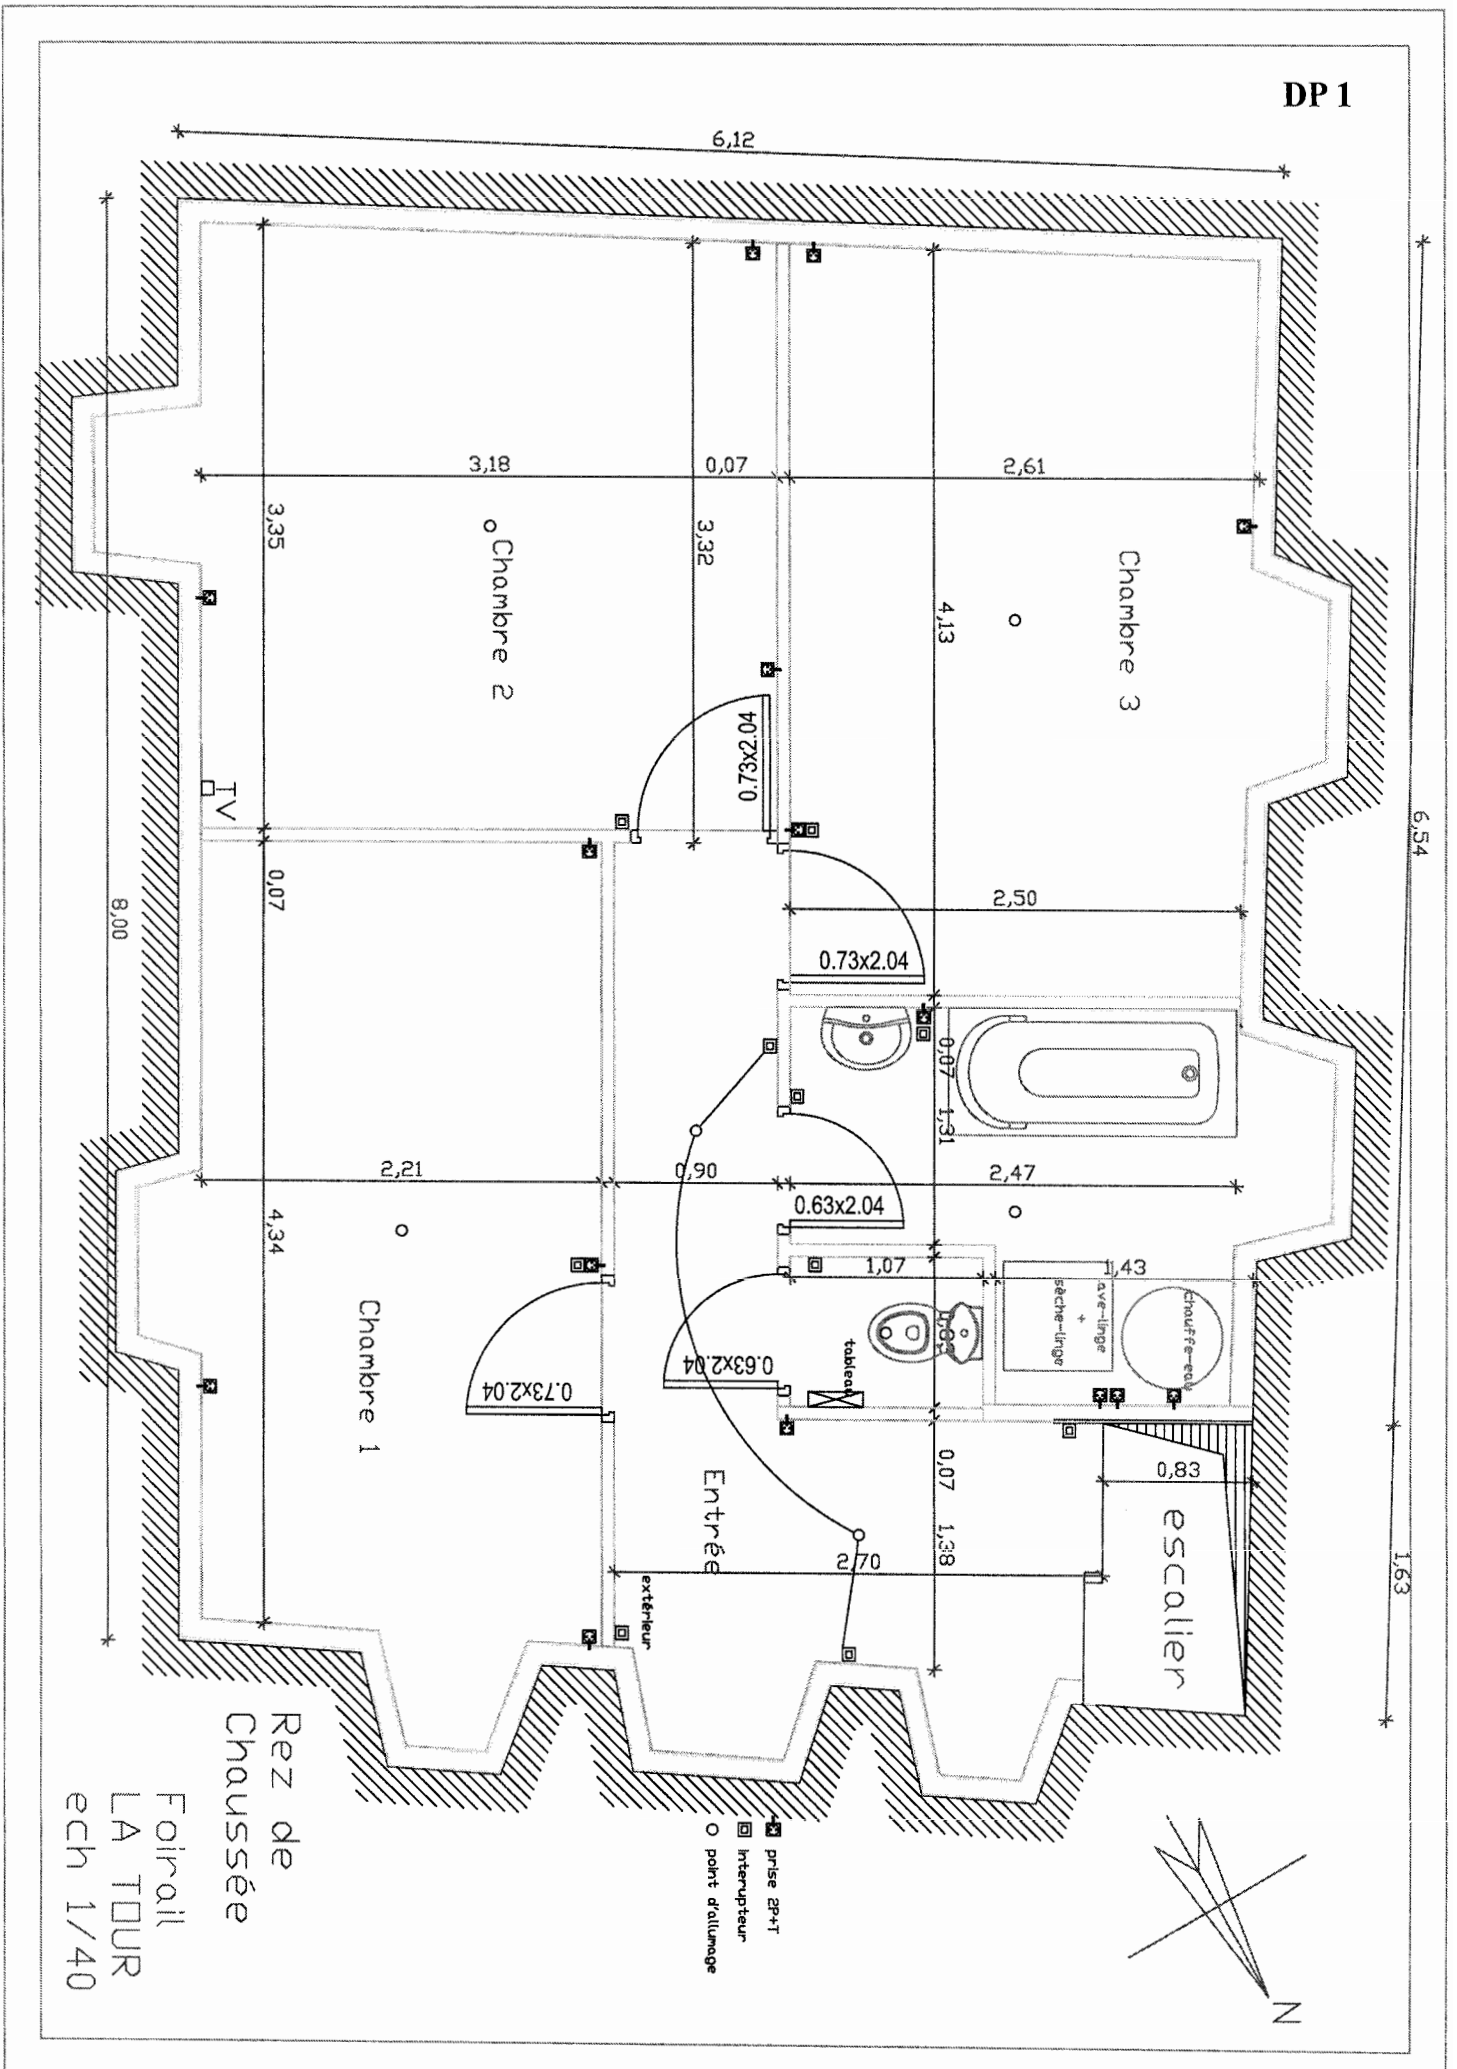 DP 1
6,12
6,54
1,63
8,00
3,18
0,07
2,61
3,35
3,32
4,13
Chambre 2
Chambre 3
0.73x2.04
TV
0,07
2,50
0.73x2.04
0,07
1,31
2,21
0,90
2,47
0.63x2.04
4,34
1,07
1,43
lave-linge
+
sèche-linge
chauffe-eau
tableau
0.63x2.04
0.73x2.04
Chambre 1
Entrée
0,07
1,38
0,83
escalier
2,70
extérieur
Rez de
Chaussée
Foirail
LA TOUR
ech 1/40
prise 2P+T
interupteur
point d'allumage
N